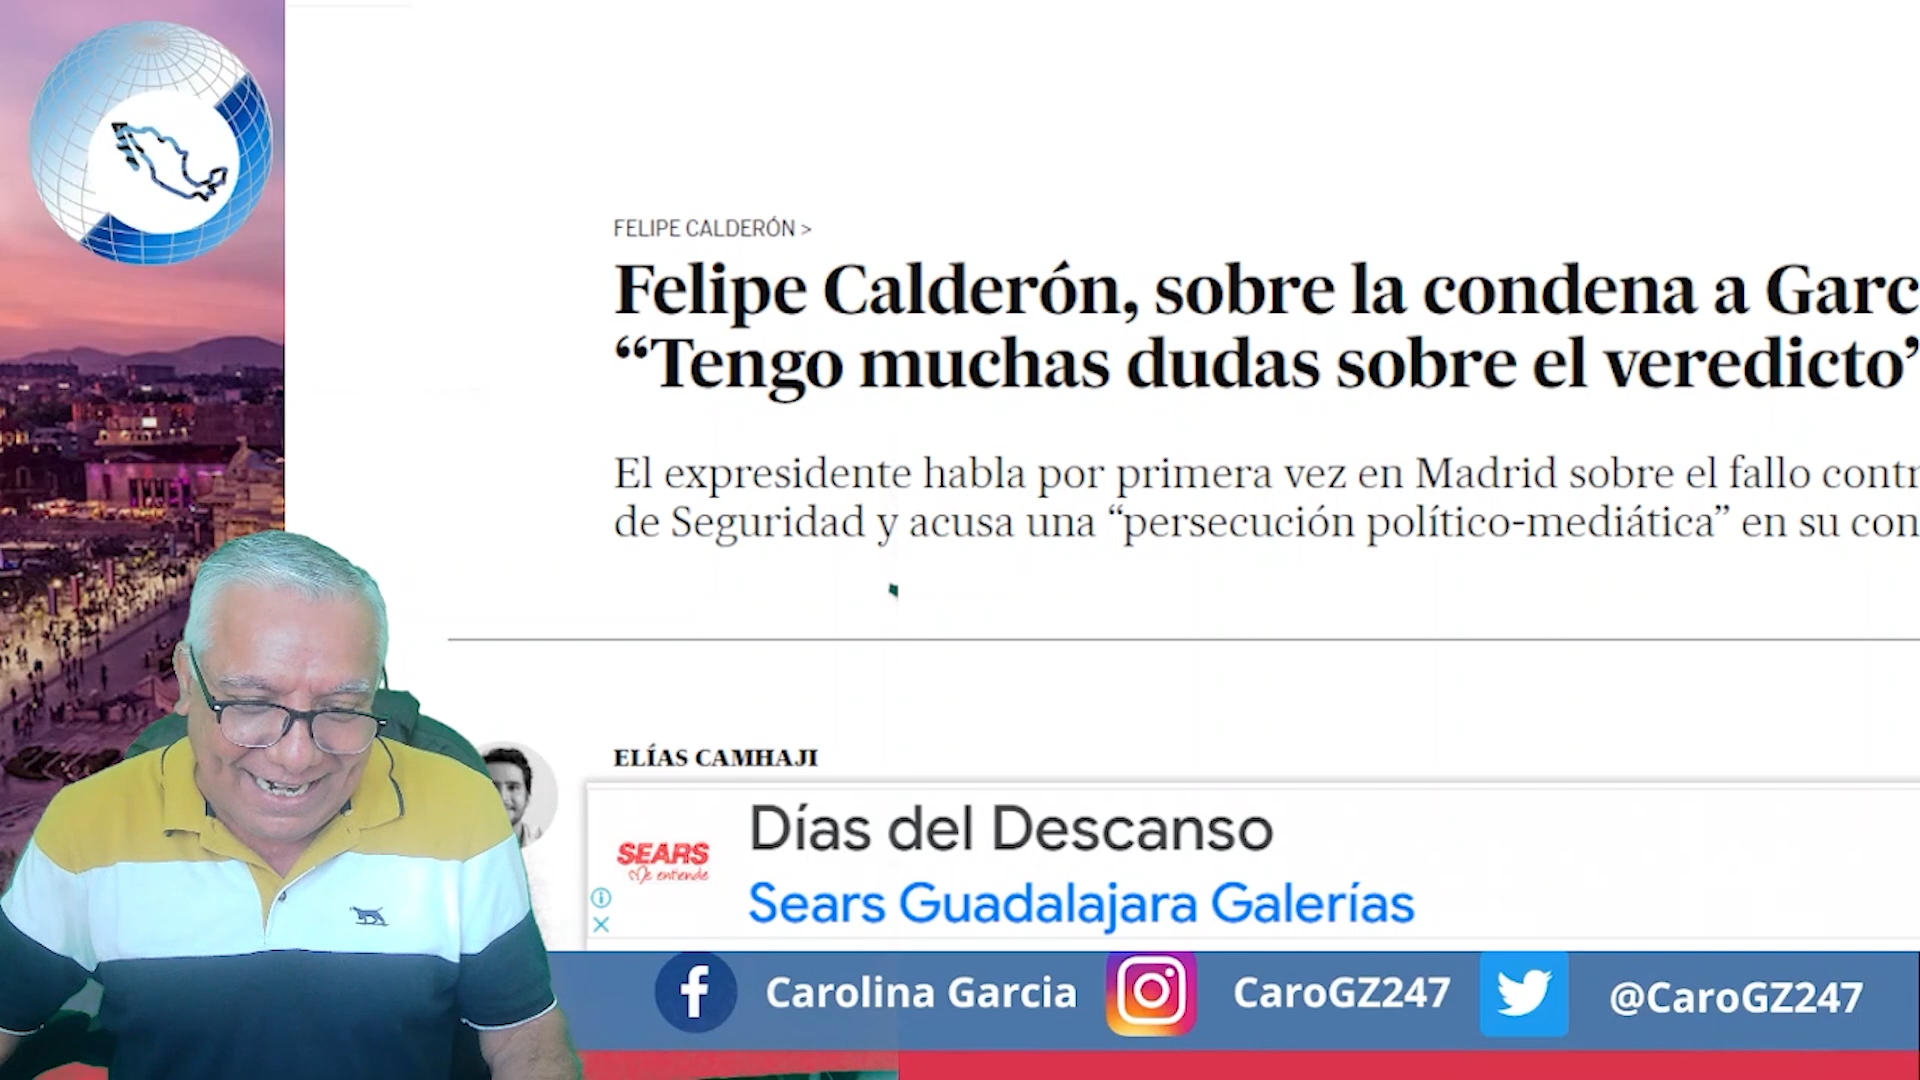 FELIPE CALDERÓN >
Felipe Calderón, sobre la condena a Garc
“Tengo muchas dudas sobre el veredicto”
El expresidente habla por primera vez en Madrid sobre el fallo contr
de Seguridad y acusa una “persecución político-mediática” en su con
ELÍAS CAMHAJI
Días del Descanso
SEARS
Me entiende
Sears Guadalajara Galerías
Carolina Garcia
CaroGZ247
@CaroGZ247